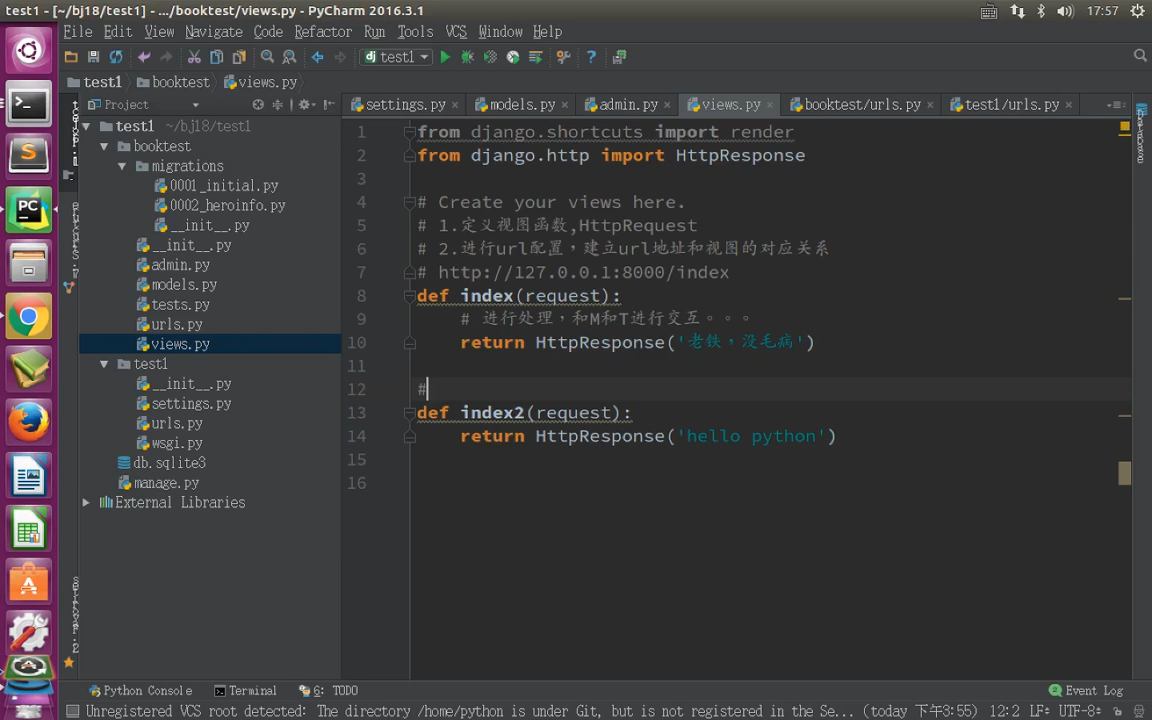 test1 - [~/bj18/test1] - .../booktest/views.py - PyCharm 2016.3.1
17:57
File Edit View Navigate Code Refactor Run Tools VCS Window Help
dj test1
test1 booktest views.py
Project
settings.py × models.py × admin.py × views.py × booktest/urls.py × test1/urls.py ×
test1 ~/bj18/test1
booktest
migrations
0001_initial.py
0002_heroinfo.py
__init__.py
__init__.py
admin.py
models.py
tests.py
urls.py
views.py
test1
__init__.py
settings.py
urls.py
wsgi.py
db.sqlite3
manage.py
External Libraries
1 from django.shortcuts import render
2 from django.http import HttpResponse
3
4 # Create your views here.
5 # 1.定义视图函数,HttpRequest
6 # 2.进行url配置，建立url地址和视图的对应关系
7 # http://127.0.0.1:8000/index
8 def index(request):
9 # 进行处理，和M和T进行交互。。。
10 return HttpResponse('老铁，没毛病')
11
12 #
13 def index2(request):
14 return HttpResponse('hello python')
15
16
Python Console Terminal 6: TODO Event Log
Unregistered VCS root detected: The directory /home/python is under Git, but is not registered in the Se... (today 下午3:55) 12:2 LF÷ UTF-8÷